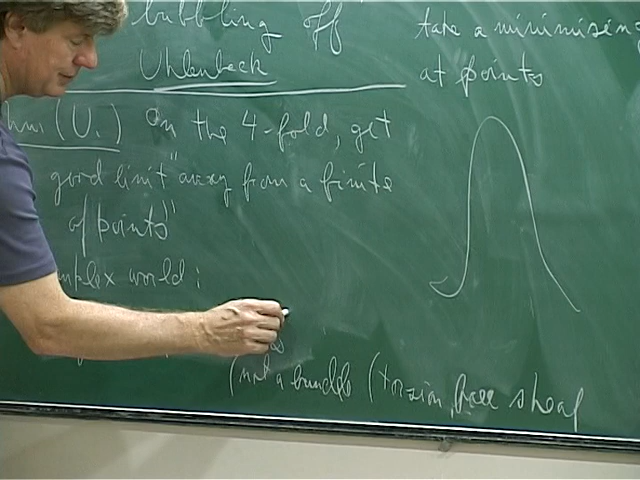 bubbling off
Uhlenbeck
take a minimising
at points
hm (U.) On the 4-fold, get
good limit "away from a finite
of points"
mplex world:
(not a bundle (torsion free sheaf